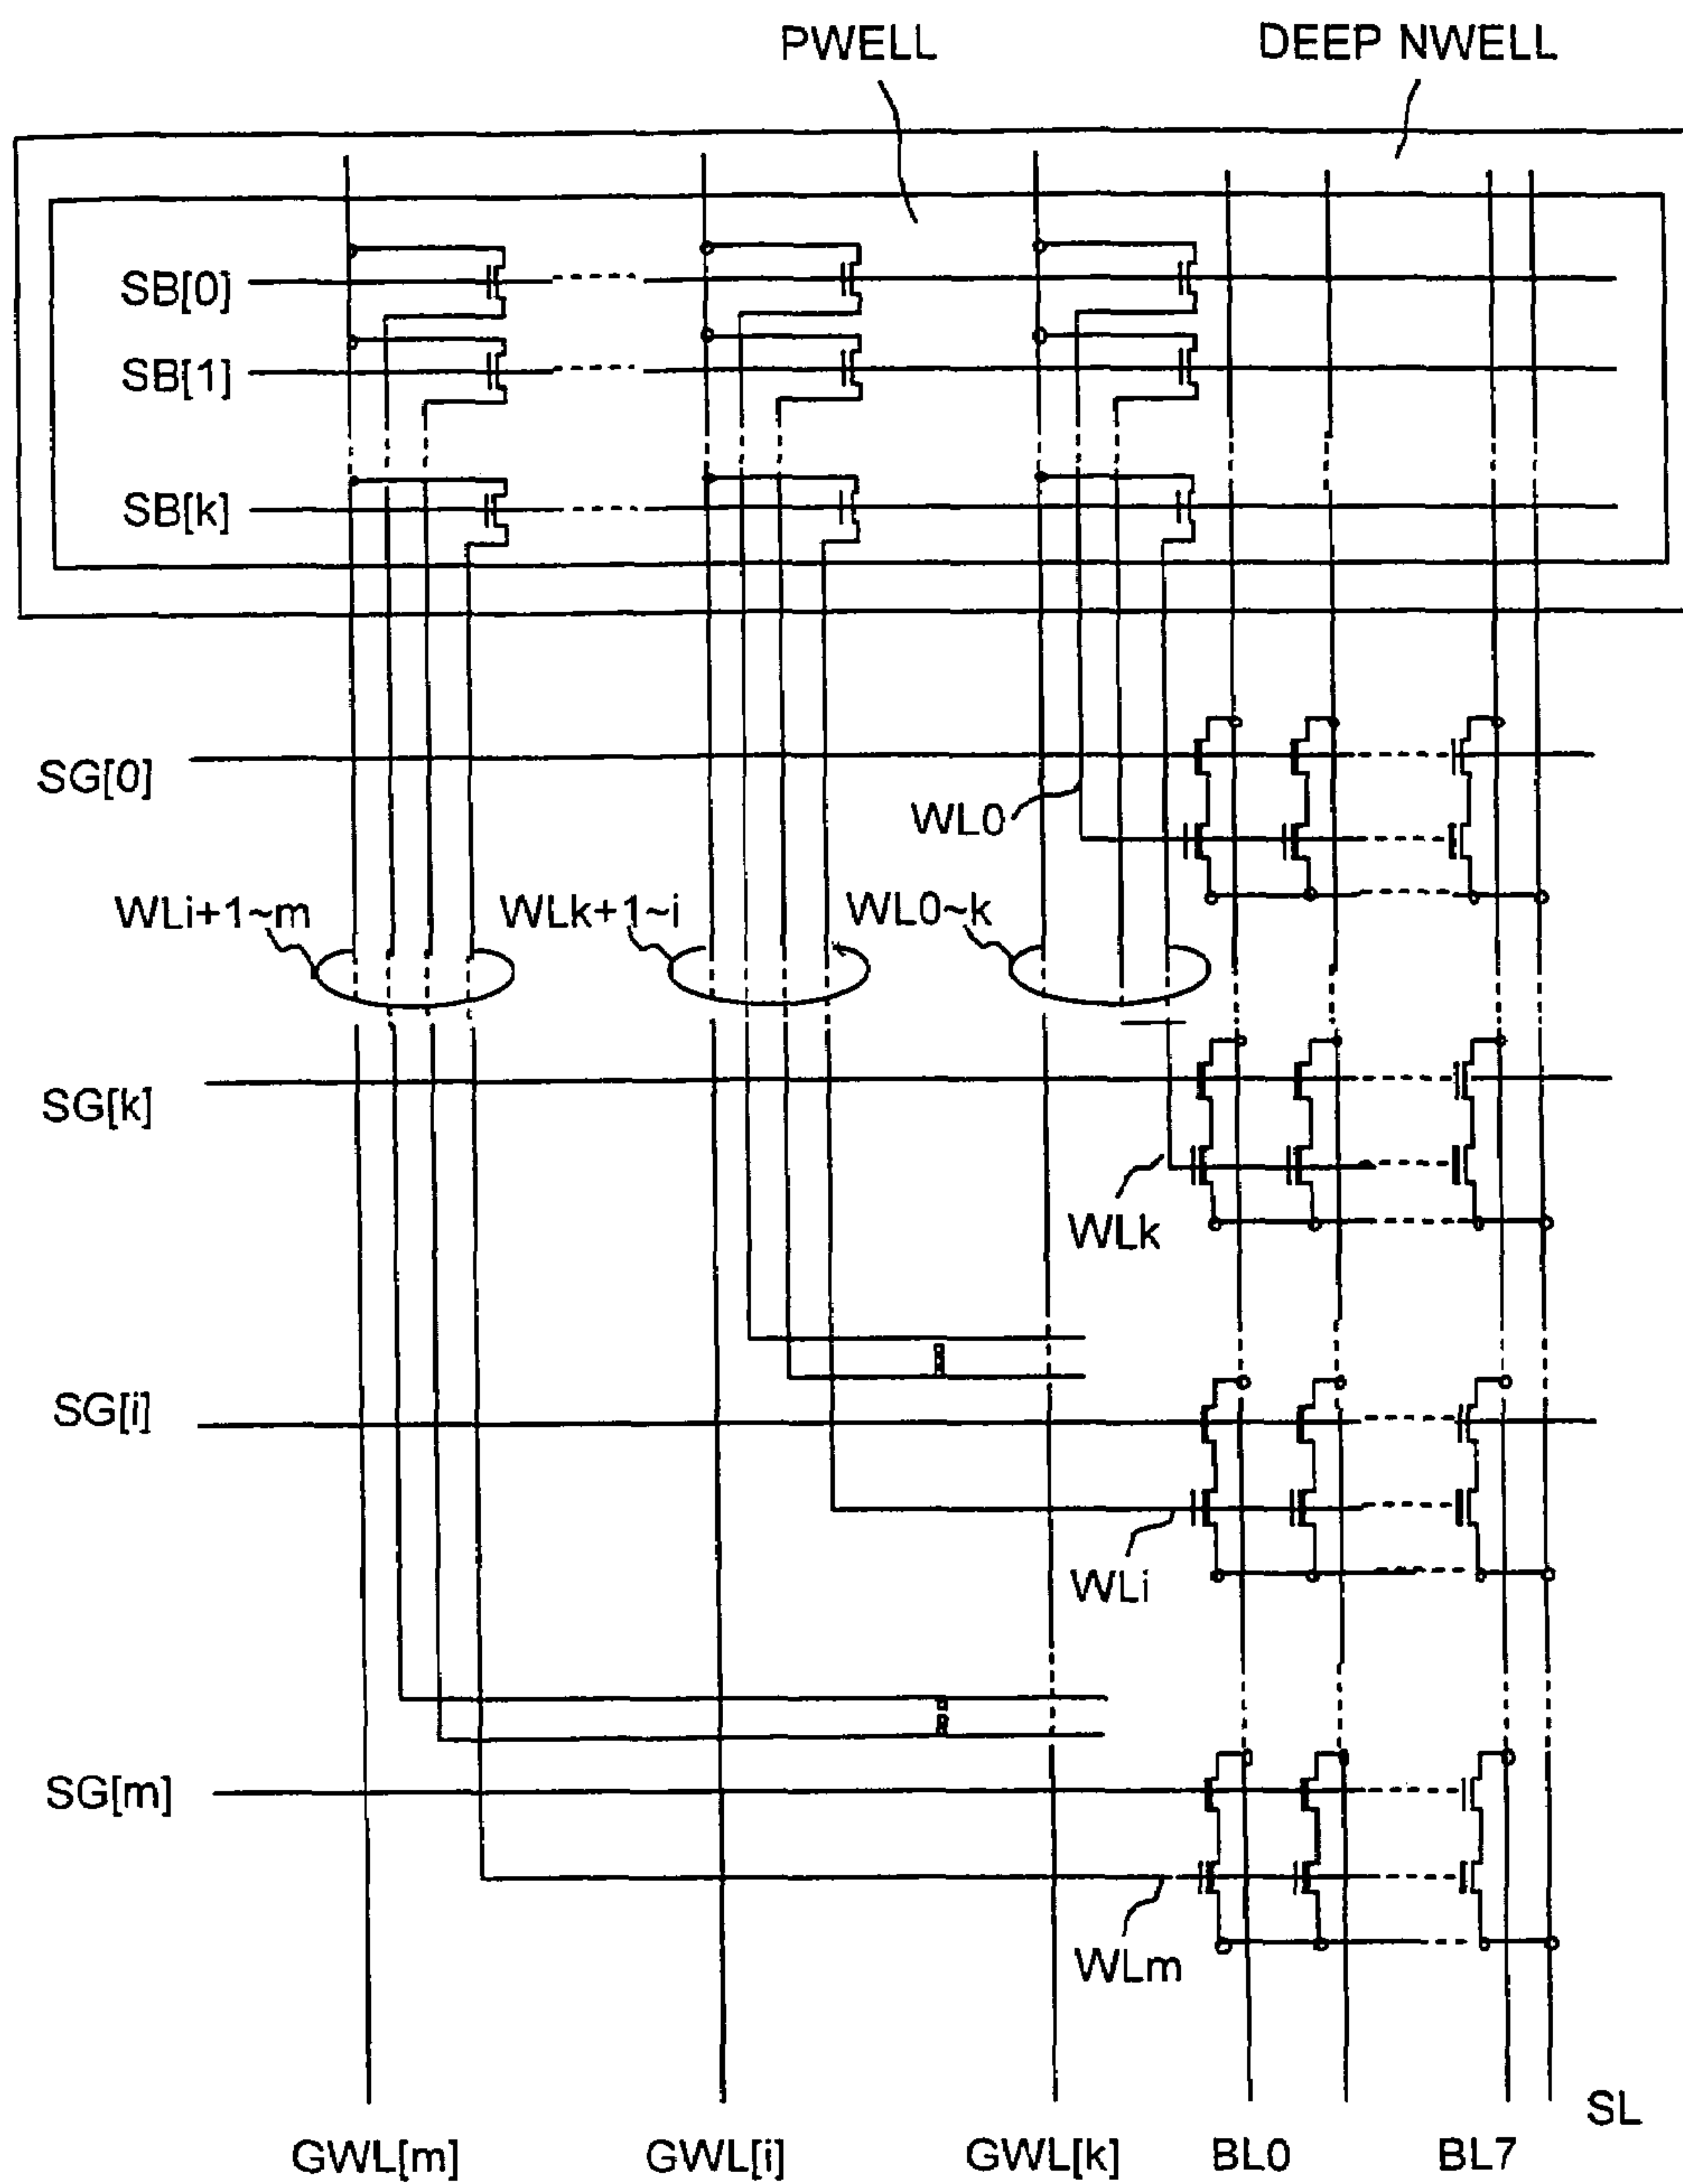 PWELL
DEEP NWELL
SB[0]
SB[1]
SB[k]
SG[0]
WL0
WLi+1~m
WLk+1~i
WL0~k
SG[k]
WLk
SG[i]
WLi
SG[m]
WLm
SL
GWL[m]
GWL[i]
GWL[k]
BL0
BL7